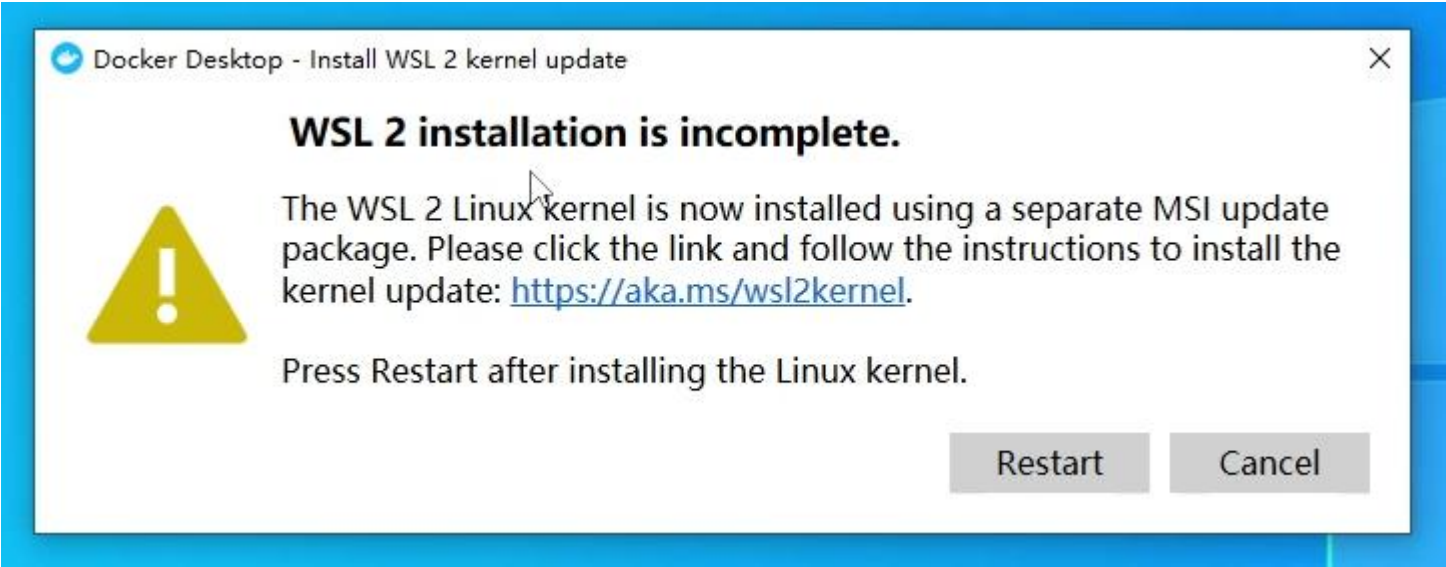 Docker Desktop - Install WSL 2 kernel update
WSL 2 installation is incomplete.
The WSL 2 Linux kernel is now installed using a separate MSI update
package. Please click the link and follow the instructions to install the
kernel update: https://aka.ms/wsl2kernel.
Press Restart after installing the Linux kernel.
Restart
Cancel